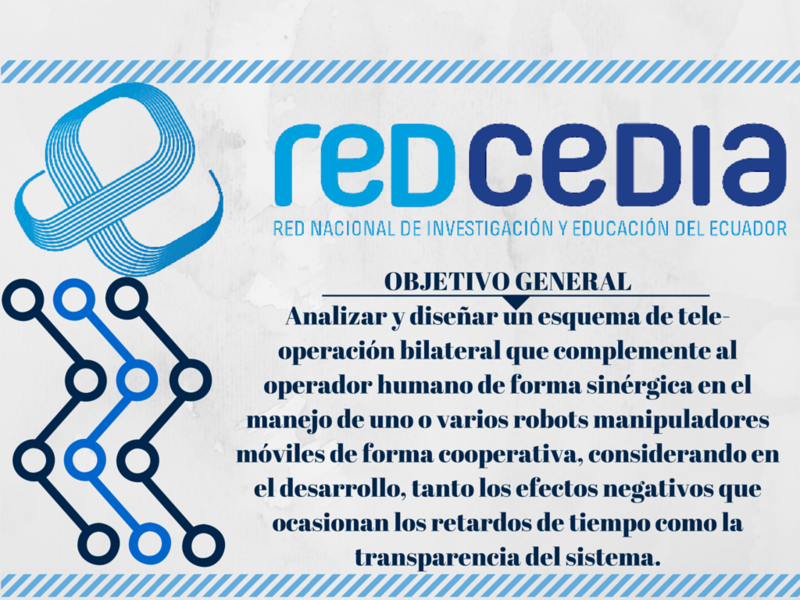 redcedia
RED NACIONAL DE INVESTIGACIÓN Y EDUCACIÓN DEL ECUADOR
OBJETIVO GENERAL
Analizar y diseñar un esquema de tele-
operación bilateral que complemente al
operador humano de forma sinérgica en el
manejo de uno o varios robots manipuladores
móviles de forma cooperativa, considerando en
el desarrollo, tanto los efectos negativos que
ocasionan los retardos de tiempo como la
transparencia del sistema.